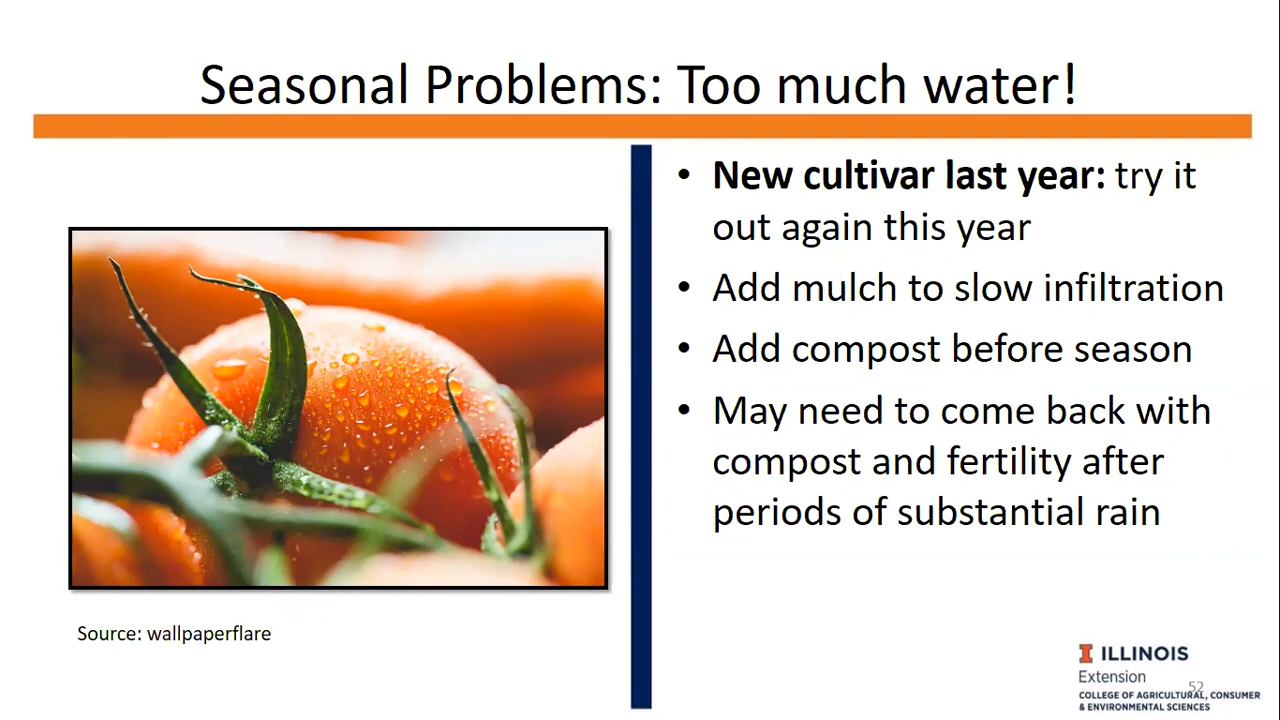 Seasonal Problems: Too much water!
• New cultivar last year: try it
out again this year
• Add mulch to slow infiltration
• Add compost before season
• May need to come back with
compost and fertility after
periods of substantial rain
Source: wallpaperflare
I ILLINOIS
Extension
52
COLLEGE OF AGRICULTURAL, CONSUMER
& ENVIRONMENTAL SCIENCES